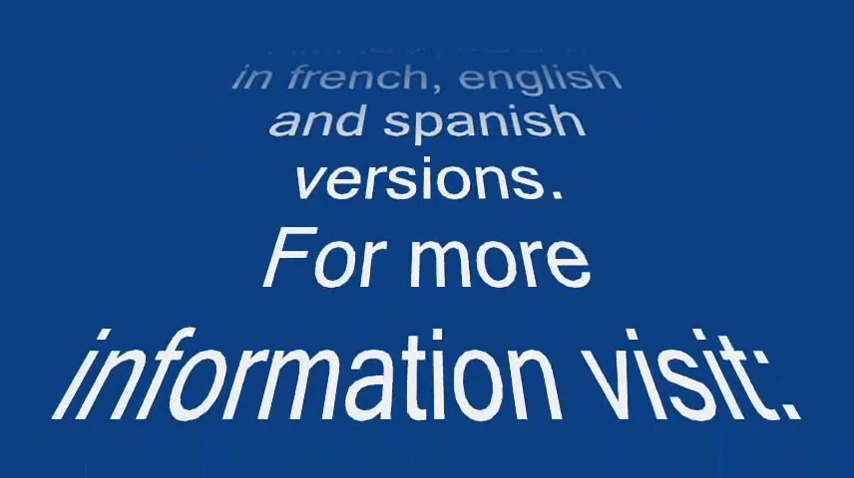 in french, english
and spanish
versions.
For more
information visit: